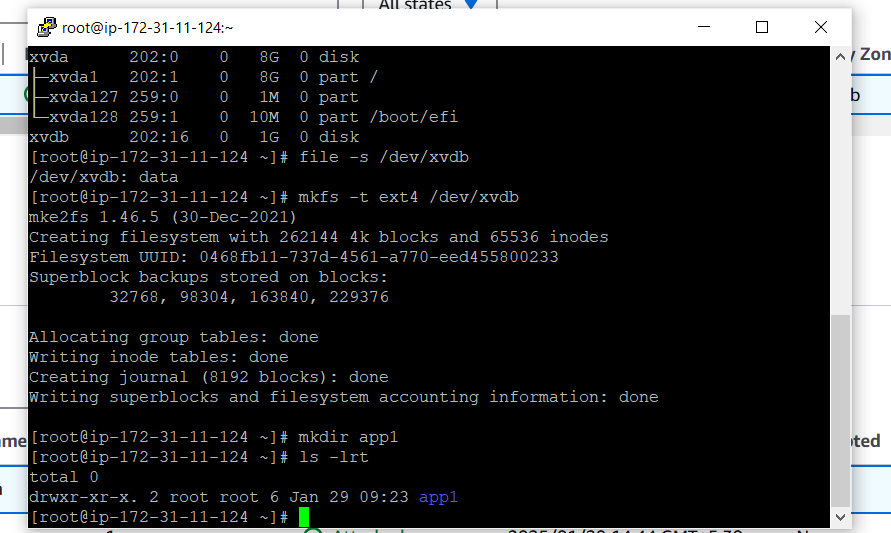 All states
root@ip-172-31-11-124:~
y Zon
xvda 202:0 0 8G 0 disk
├─xvda1 202:1 0 8G 0 part /
├─xvda127 259:0 0 1M 0 part
└─xvda128 259:1 0 10M 0 part /boot/efi
xvdb 202:16 0 1G 0 disk
[root@ip-172-31-11-124 ~]# file -s /dev/xvdb
/dev/xvdb: data
[root@ip-172-31-11-124 ~]# mkfs -t ext4 /dev/xvdb
mke2fs 1.46.5 (30-Dec-2021)
Creating filesystem with 262144 4k blocks and 65536 inodes
Filesystem UUID: 0468fb11-737d-4561-a770-eed455800233
Superblock backups stored on blocks:
32768, 98304, 163840, 229376
Allocating group tables: done
Writing inode tables: done
Creating journal (8192 blocks): done
Writing superblocks and filesystem accounting information: done
[root@ip-172-31-11-124 ~]# mkdir app1
[root@ip-172-31-11-124 ~]# ls -lrt
total 0
drwxr-xr-x. 2 root root 6 Jan 29 09:23 app1
[root@ip-172-31-11-124 ~]#